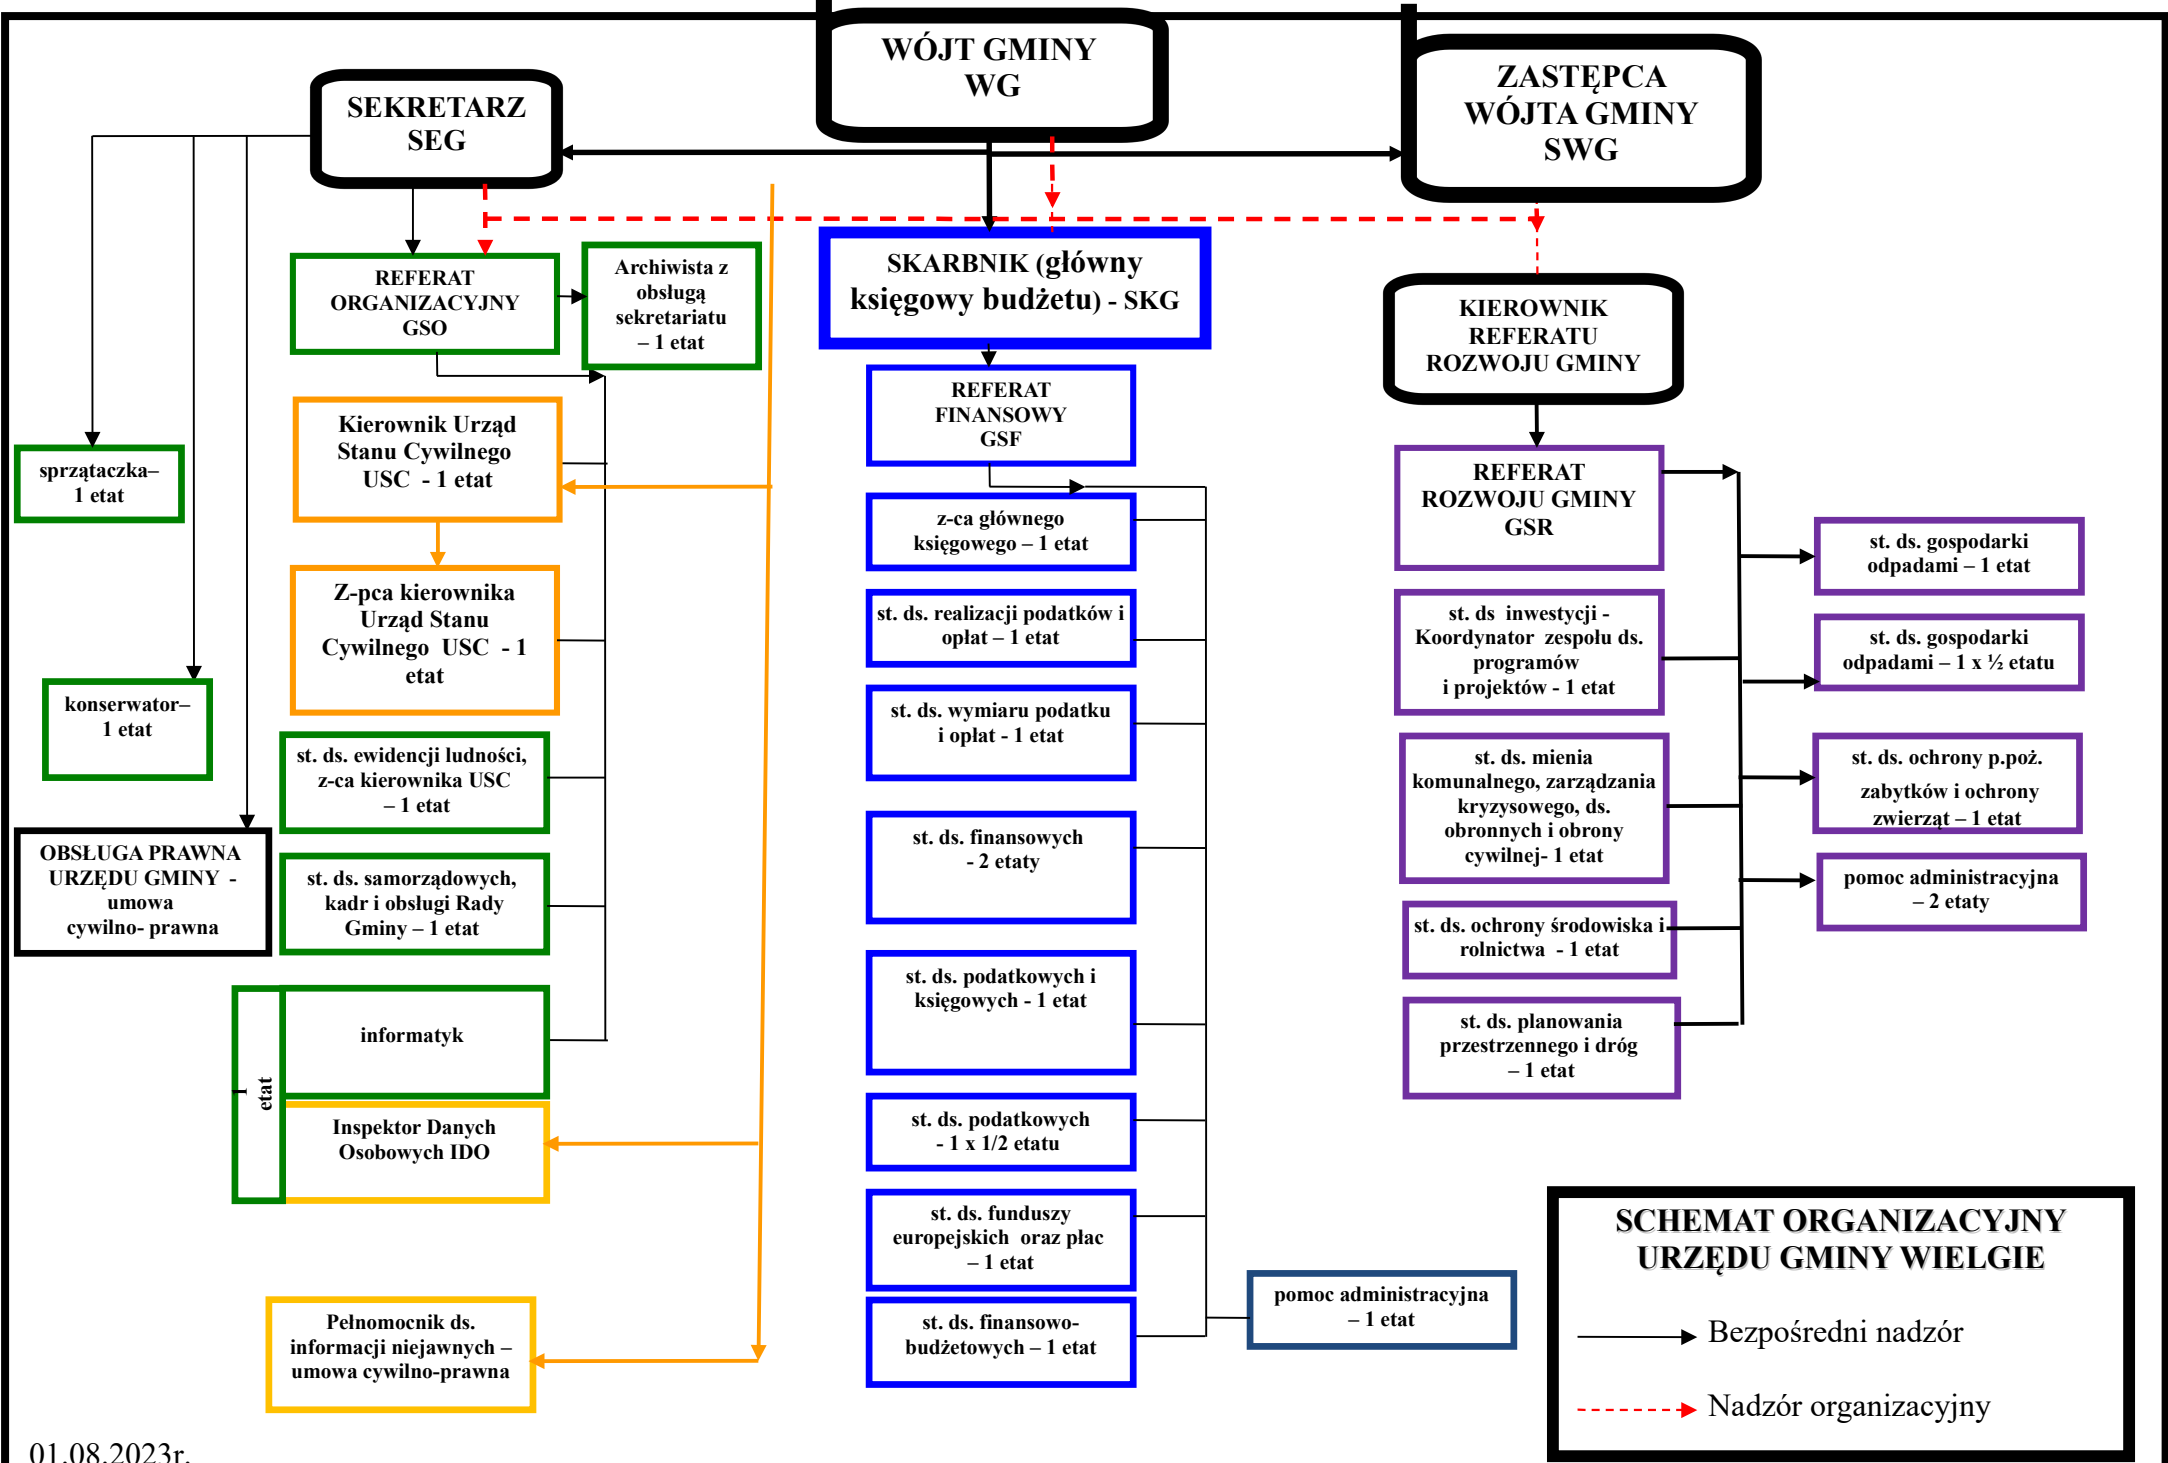 WÓJT GMINY
WG
SEKRETARZ
SEG
ZASTĘPCA
WÓJTA GMINY
SWG
REFERAT
ORGANIZACYJNY
GSO
Archiwista z
obsługą
sekretariatu
– 1 etat
SKARBNIK (główny
księgowy budżetu) - SKG
KIEROWNIK
REFERATU
ROZWOJU GMINY
sprzątaczka–
1 etat
konserwator–
1 etat
OBSŁUGA PRAWNA
URZĘDU GMINY -
umowa
cywilno- prawna
Kierownik Urząd
Stanu Cywilnego
USC - 1 etat
Z-pca kierownika
Urząd Stanu
Cywilnego USC - 1
etat
st. ds. ewidencji ludności,
z-ca kierownika USC
– 1 etat
st. ds. samorządowych,
kadr i obsługi Rady
Gminy – 1 etat
1
etat
informatyk
Inspektor Danych
Osobowych IDO
Pełnomocnik ds.
informacji niejawnych –
umowa cywilno-prawna
REFERAT
FINANSOWY
GSF
z-ca głównego
księgowego – 1 etat
st. ds. realizacji podatków i
opłat – 1 etat
st. ds. wymiaru podatku
i opłat - 1 etat
st. ds. finansowych
- 2 etaty
st. ds. podatkowych i
księgowych - 1 etat
st. ds. podatkowych
- 1 x 1/2 etatu
st. ds. funduszy
europejskich oraz płac
– 1 etat
st. ds. finansowo-
budżetowych – 1 etat
pomoc administracyjna
– 1 etat
REFERAT
ROZWOJU GMINY
GSR
st. ds inwestycji -
Koordynator zespołu ds.
programów
i projektów - 1 etat
st. ds. mienia
komunalnego, zarządzania
kryzysowego, ds.
obronnych i obrony
cywilnej- 1 etat
st. ds. ochrony środowiska i
rolnictwa - 1 etat
st. ds. planowania
przestrzennego i dróg
– 1 etat
st. ds. gospodarki
odpadami – 1 etat
st. ds. gospodarki
odpadami – 1 x ½ etatu
st. ds. ochrony p.poż.
zabytków i ochrony
zwierząt – 1 etat
pomoc administracyjna
– 2 etaty
SCHEMAT ORGANIZACYJNY
URZĘDU GMINY WIELGIE
Bezpośredni nadzór
Nadzór organizacyjny
01.08.2023r.